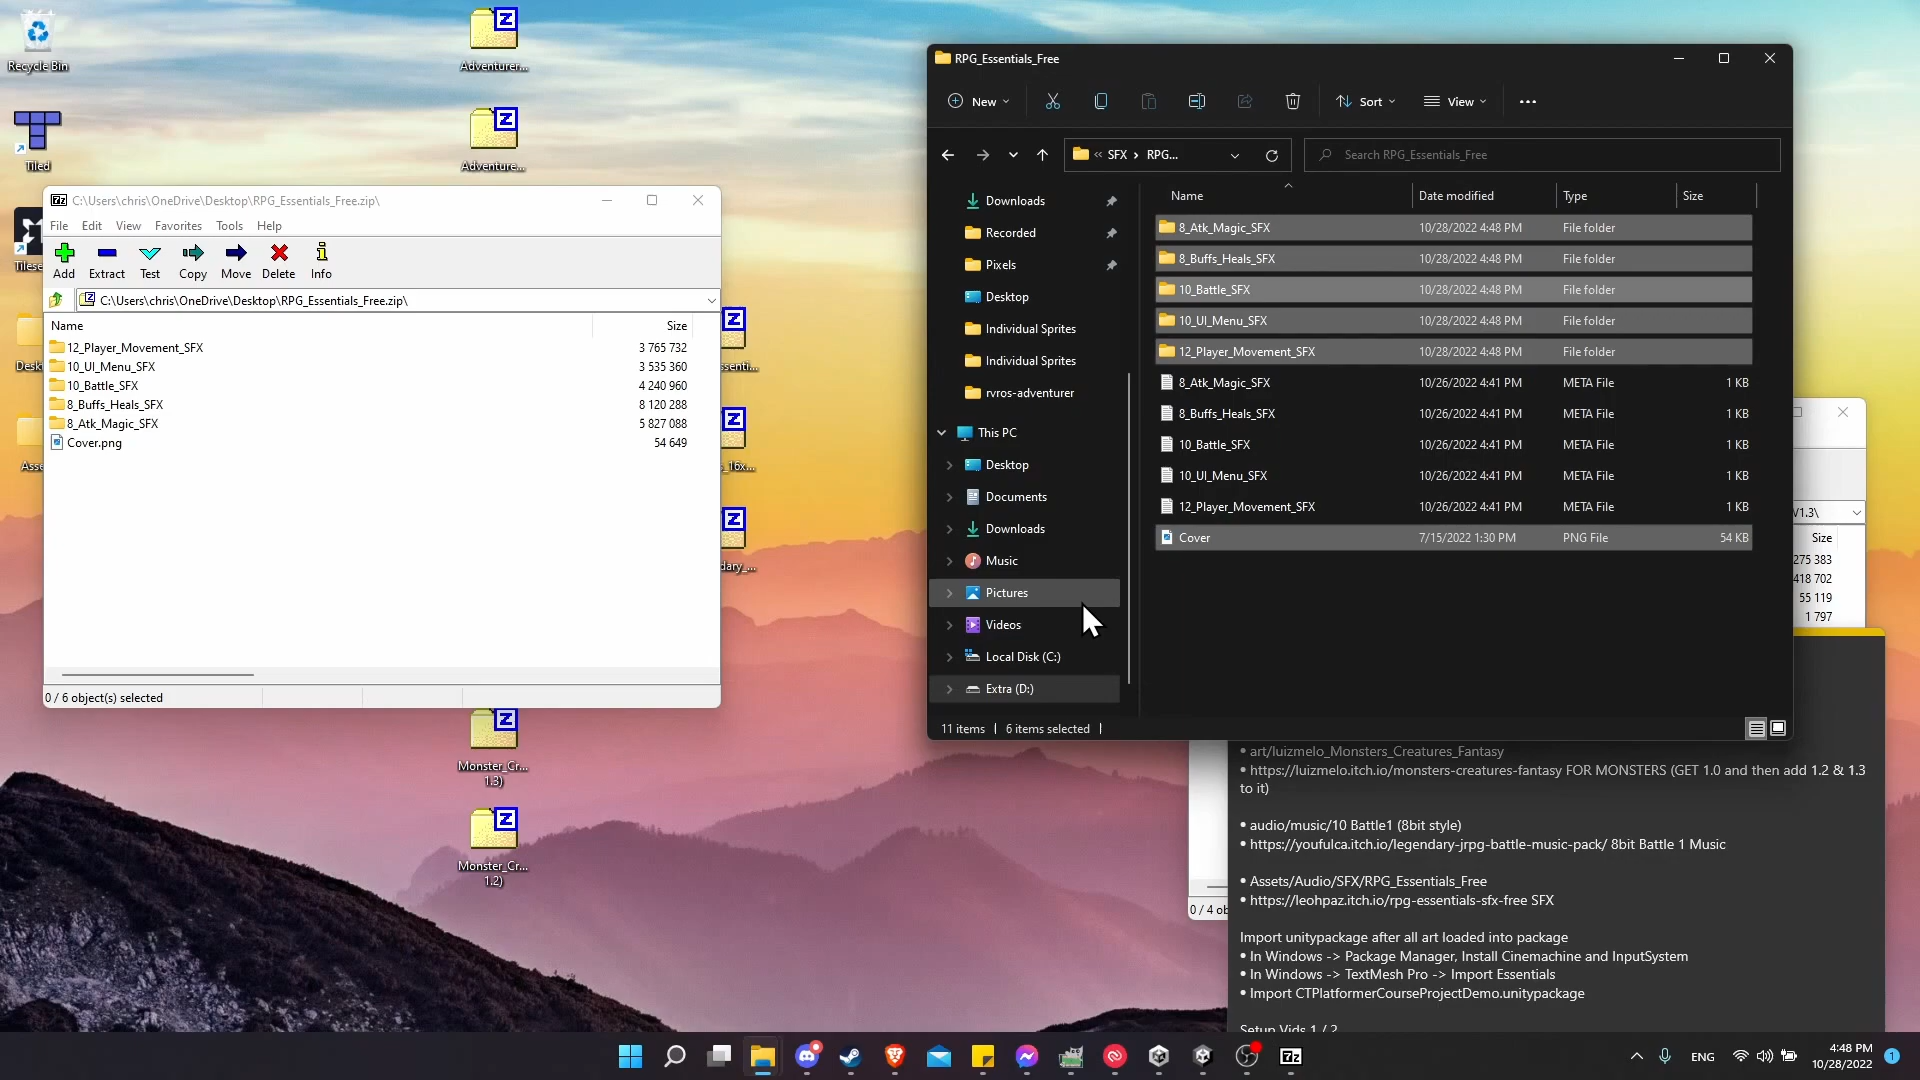 Recycle Bin
Tiled
Adventurer...
Adventure...
C:\Users\chris\OneDrive\Desktop\RPG_Essentials_Free.zip\
File Edit View Favorites Tools Help
Add Extract Test Copy Move Delete Info
C:\Users\chris\OneDrive\Desktop\RPG_Essentials_Free.zip\
Name Size
12_Player_Movement_SFX 3 765 732
10_UI_Menu_SFX 3 535 360
10_Battle_SFX 4 240 960
8_Buffs_Heals_SFX 8 120 288
8_Atk_Magic_SFX 5 827 088
Cover.png 54 649
0 / 6 object(s) selected
Monster_Cr...
1.3)
Monster_Cr...
1.2)
RPG_Essentials_Free
New Sort View
SFX RPG... Search RPG_Essentials_Free
Downloads
Recorded
Pixels
Desktop
Individual Sprites
Individual Sprites
rvros-adventurer
This PC
Desktop
Documents
Downloads
Music
Pictures
Videos
Local Disk (C:)
Extra (D:)
Name Date modified Type Size
8_Atk_Magic_SFX 10/28/2022 4:48 PM File folder
8_Buffs_Heals_SFX 10/28/2022 4:48 PM File folder
10_Battle_SFX 10/28/2022 4:48 PM File folder
10_UI_Menu_SFX 10/28/2022 4:48 PM File folder
12_Player_Movement_SFX 10/28/2022 4:48 PM File folder
8_Atk_Magic_SFX 10/26/2022 4:41 PM META File 1 KB
8_Buffs_Heals_SFX 10/26/2022 4:41 PM META File 1 KB
10_Battle_SFX 10/26/2022 4:41 PM META File 1 KB
10_UI_Menu_SFX 10/26/2022 4:41 PM META File 1 KB
12_Player_Movement_SFX 10/26/2022 4:41 PM META File 1 KB
Cover 7/15/2022 1:30 PM PNG File 54 KB
11 items 6 items selected
Size
275 383
418 702
55 119
1 797
• art/luizmelo_Monsters_Creatures_Fantasy
• https://luizmelo.itch.io/monsters-creatures-fantasy FOR MONSTERS (GET 1.0 and then add 1.2 & 1.3
to it)
• audio/music/10 Battle1 (8bit style)
• https://youfulca.itch.io/legendary-jrpg-battle-music-pack/ 8bit Battle 1 Music
• Assets/Audio/SFX/RPG_Essentials_Free
• https://leohpaz.itch.io/rpg-essentials-sfx-free SFX
Import unitypackage after all art loaded into package
• In Windows -> Package Manager, Install Cinemachine and InputSystem
• In Windows -> TextMesh Pro -> Import Essentials
• Import CTPlatformerCourseProjectDemo.unitypackage
Setup Vids 1 / 2
ENG
4:48 PM
10/28/2022
1